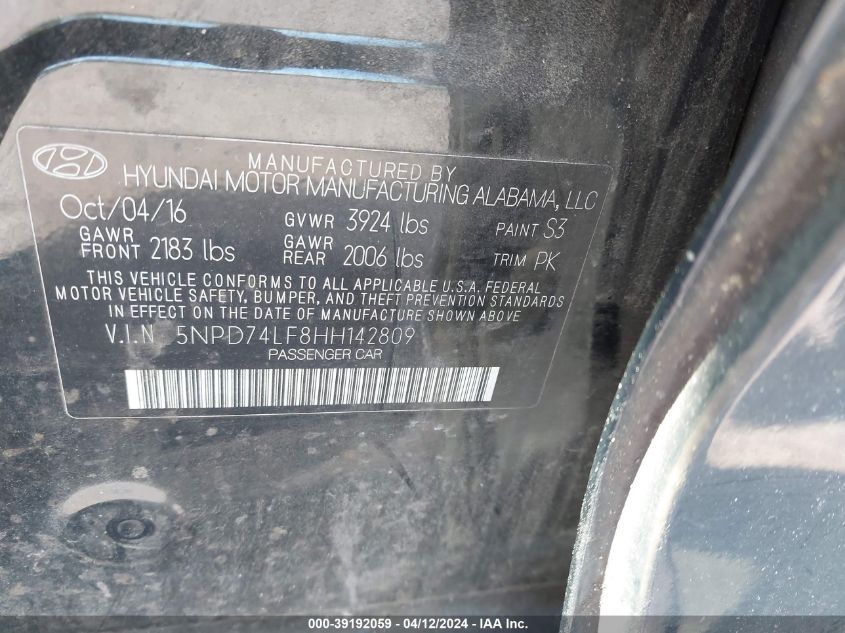 MANUFACTURED BY
HYUNDAI MOTOR MANUFACTURING ALABAMA, LLC
Oct/04/16 GVWR 3924 lbs PAINT S3
GAWR FRONT 2183 lbs GAWR REAR 2006 lbs TRIM PK
THIS VEHICLE CONFORMS TO ALL APPLICABLE U.S.A. FEDERAL
MOTOR VEHICLE SAFETY, BUMPER, AND THEFT PREVENTION STANDARDS
IN EFFECT ON THE DATE OF MANUFACTURE SHOWN ABOVE.
V.I.N 5NPD74LF8HH142809
PASSENGER CAR
000-39192059 - 04/12/2024 - IAA Inc.